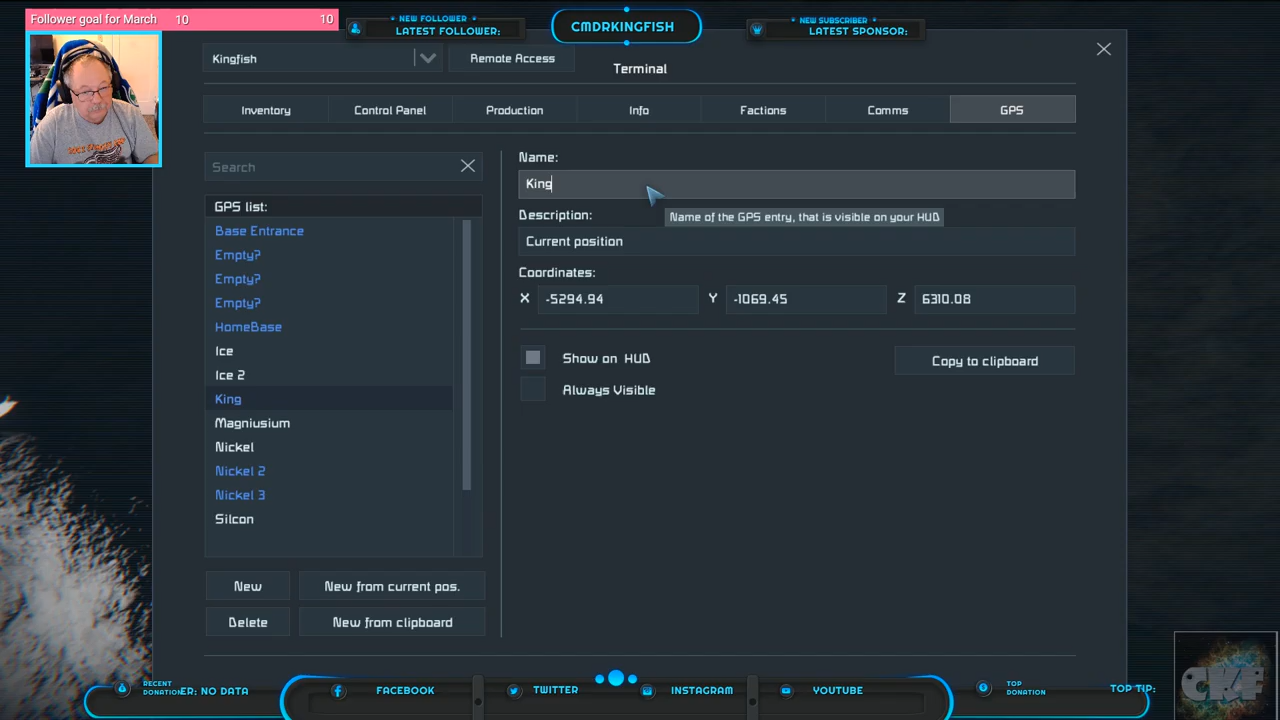 Follower goal for March 10 10
NEW FOLLOWER
LATEST FOLLOWER:
CMDRKINGFISH
NEW SUBSCRIBER
LATEST SPONSOR:
Kingfish
Remote Access
Terminal
Inventory
Control Panel
Production
Info
Factions
Comms
GPS
Search
GPS list:
Base Entrance
Empty?
Empty?
Empty?
HomeBase
Ice
Ice 2
King
Magniusium
Nickel
Nickel 2
Nickel 3
Silcon
New
New from current pos.
Delete
New from clipboard
Name:
King
Name of the GPS entry, that is visible on your HUD
Description:
Current position
Coordinates:
X -5294.94 Y -1069.45 Z 6310.08
Show on HUD
Copy to clipboard
Always Visible
RECENT
DONATION
ER: NO DATA
FACEBOOK
TWITTER
INSTAGRAM
YOUTUBE
TOP
DONATION
TOP TIP:
CKF